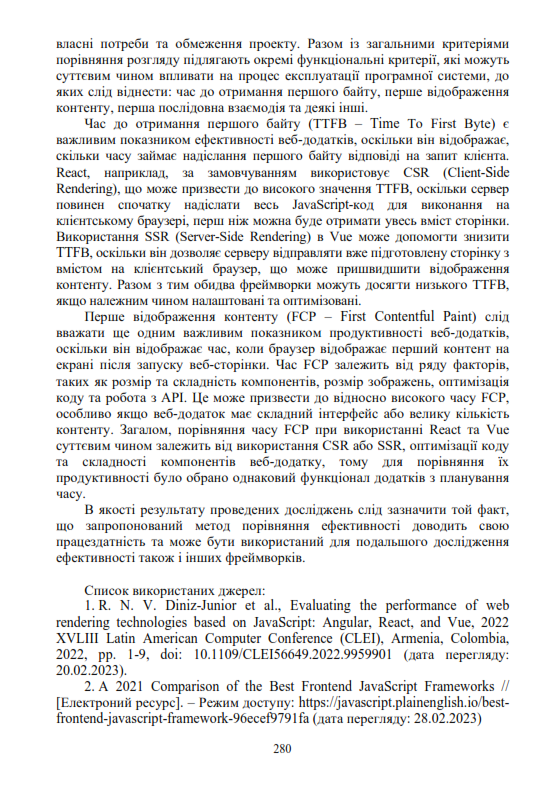 власні потреби та обмеження проекту. Разом із загальними критеріями
порівняння розгляду підлягають окремі функціональні критерії, які можуть
суттєвим чином впливати на процес експлуатації програмної системи, до
яких слід віднести: час до отримання першого байту, перше відображення
контенту, перша послідовна взаємодія та деякі інші.
Час до отримання першого байту (TTFB – Time To First Byte) є
важливим показником ефективності веб-додатків, оскільки він відображає,
скільки часу займає надіслання першого байту відповіді на запит клієнта.
React, наприклад, за замовчуванням використовує CSR (Client-Side
Rendering), що може призвести до високого значення TTFB, оскільки сервер
повинен спочатку надіслати весь JavaScript-код для виконання на
клієнтському браузері, перш ніж можна буде отримати увесь вміст сторінки.
Використання SSR (Server-Side Rendering) в Vue може допомогти знизити
TTFB, оскільки він дозволяє серверу відправляти вже підготовлену сторінку з
вмістом на клієнтський браузер, що може пришвидшити відображення
контенту. Разом з тим обидва фреймворки можуть досягти низького TTFB,
якщо належним чином налаштовані та оптимізовані.
Перше відображення контенту (FCP – First Contentful Paint) слід
вважати ще одним важливим показником продуктивності веб-додатків,
оскільки він відображає час, коли браузер відображає перший контент на
екрані після запуску веб-сторінки. Час FCP залежить від ряду факторів,
таких як розмір та складність компонентів, розмір зображень, оптимізація
коду та робота з API. Це може призвести до відносно високого часу FCP,
особливо якщо веб-додаток має складний інтерфейс або велику кількість
контенту. Загалом, порівняння часу FCP при використанні React та Vue
суттєвим чином залежить від використання CSR або SSR, оптимізації коду
та складності компонентів веб-додатку, тому для порівняння їх
продуктивності було обрано однаковий функціонал додатків з планування
часу.
В якості результату проведених досліджень слід зазначити той факт,
що запропонований метод порівняння ефективності доводить свою
працездатність та може бути використаний для подальшого дослідження
ефективності також і інших фреймворків.
Список використаних джерел:
1. R. N. V. Diniz-Junior et al., Evaluating the performance of web
rendering technologies based on JavaScript: Angular, React, and Vue, 2022
XVLIII Latin American Computer Conference (CLEI), Armenia, Colombia,
2022, pp. 1-9, doi: 10.1109/CLEI56649.2022.9959901 (дата перегляду:
20.02.2023).
2. A 2021 Comparison of the Best Frontend JavaScript Frameworks //
[Електроний ресурс]. – Режим доступу: https://javascript.plainenglish.io/best-
frontend-javascript-framework-96ecef9791fa (дата перегляду: 28.02.2023)
280